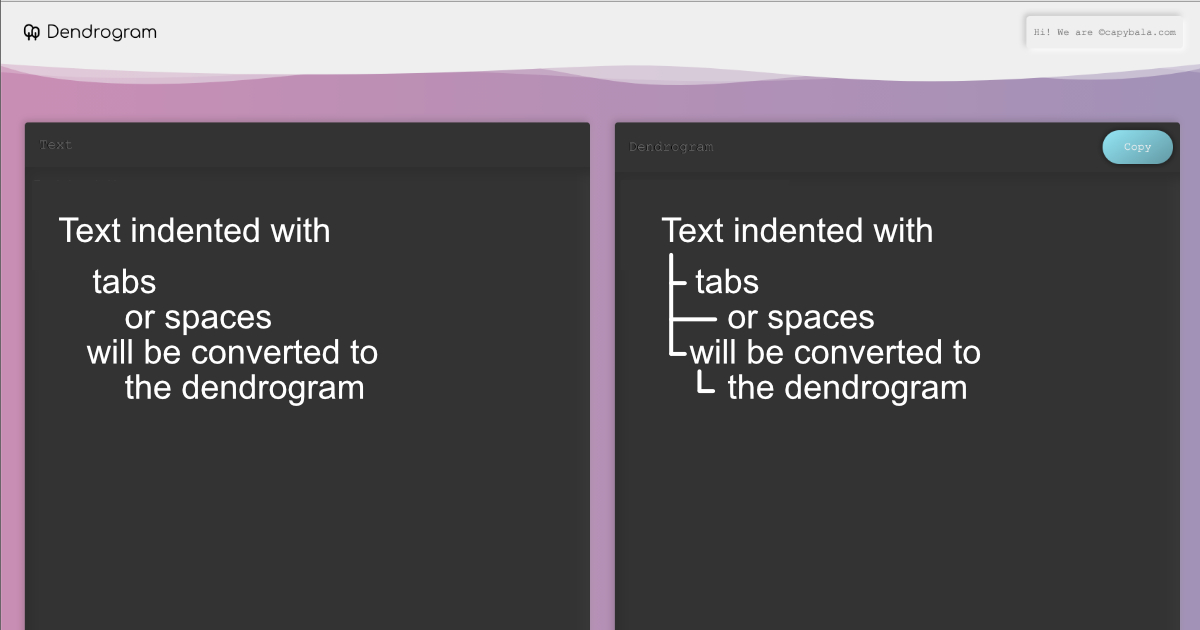 Dendrogram
Hi! We are ©capybala.com
Text
Text indented with
tabs
or spaces
will be converted to
the dendrogram
Dendrogram
Copy
Text indented with
tabs
or spaces
will be converted to
the dendrogram